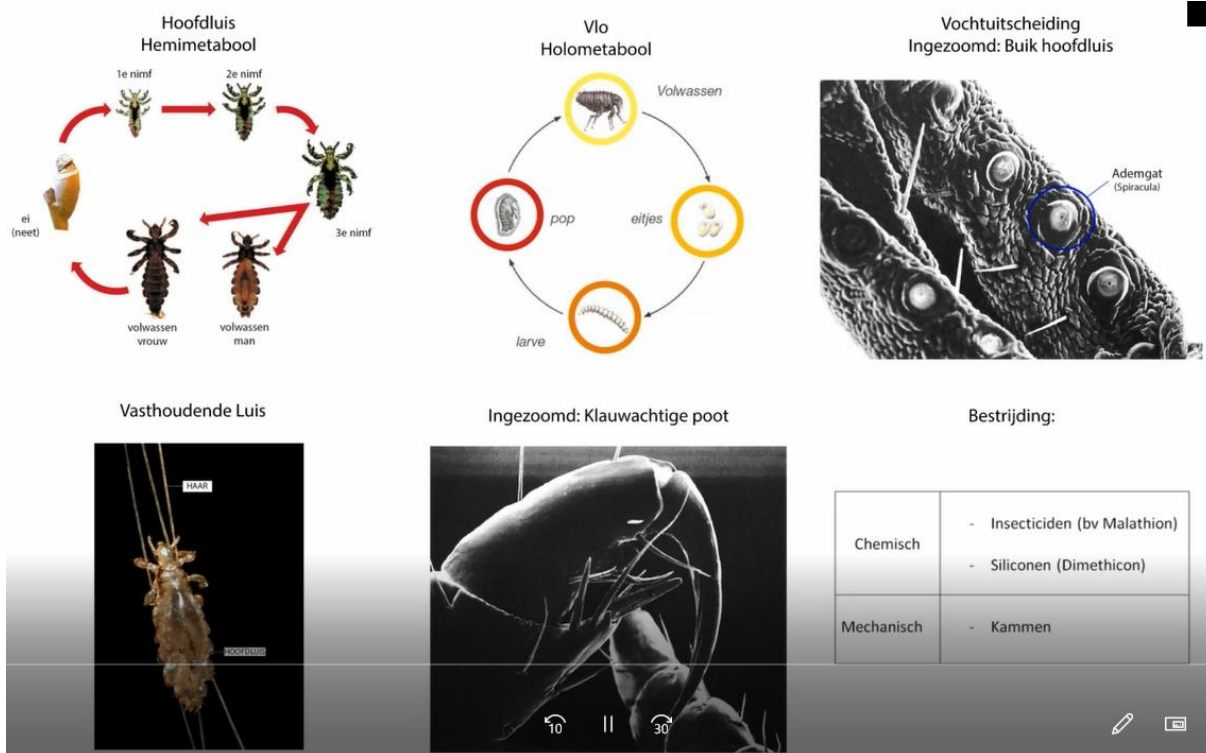 Hoofdluis
Hemimetabool
1e nimf
2e nimf
ei
(neet)
3e nimf
volwassen
vrouw
volwassen
man
Vlo
Holometabool
Volwassen
pop
eitjes
larve
Vochtuitscheiding
Ingezoomd: Buik hoofdluis
Ademgat
(Spiracula)
Vasthoudende Luis
HAAR
HOOFDLUIS
Ingezoomd: Klauwachtige poot
Bestrijding:
Chemisch
- Insecticiden (bv Malathion)
- Siliconen (Dimethicon)
Mechanisch
- Kammen
10
30